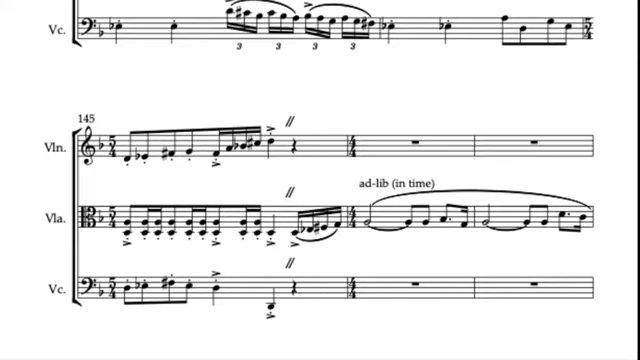 Vc.
3 3 3 3
145
Vln.
ad-lib (in time)
Vla.
Vc.